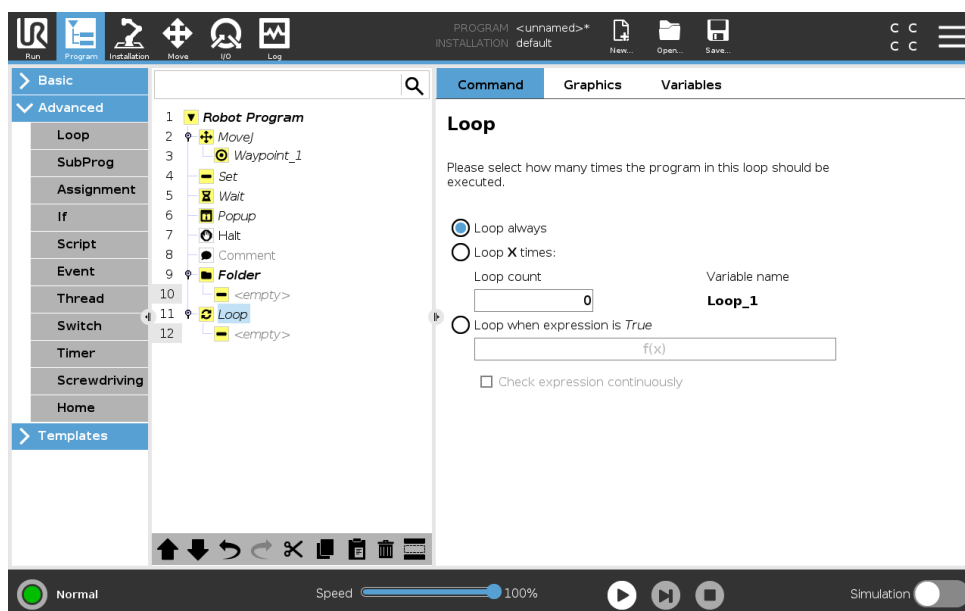 UR
Run
Program
Installation
Move
I/O
Log
PROGRAM <unnamed>*
INSTALLATION default
New...
Open...
Save...
C C
C C
Basic
Advanced
Loop
SubProg
Assignment
If
Script
Event
Thread
Switch
Timer
Screwdriving
Home
Templates
1 Robot Program
2 MoveJ
3 Waypoint_1
4 Set
5 Wait
6 Popup
7 Halt
8 Comment
9 Folder
10 <empty>
11 Loop
12 <empty>
Command Graphics Variables
Loop
Please select how many times the program in this loop should be
executed.
Loop always
Loop X times:
Loop count Variable name
0 Loop_1
Loop when expression is True
f(x)
Check expression continuously
Normal
Speed 100%
Simulation